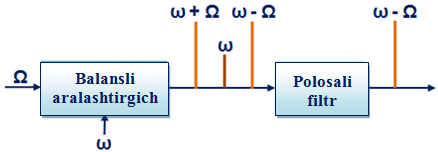 ω + Ω ω - Ω ω - Ω
ω
Ω Balansli Polosali
aralashtirgich filtr
ω